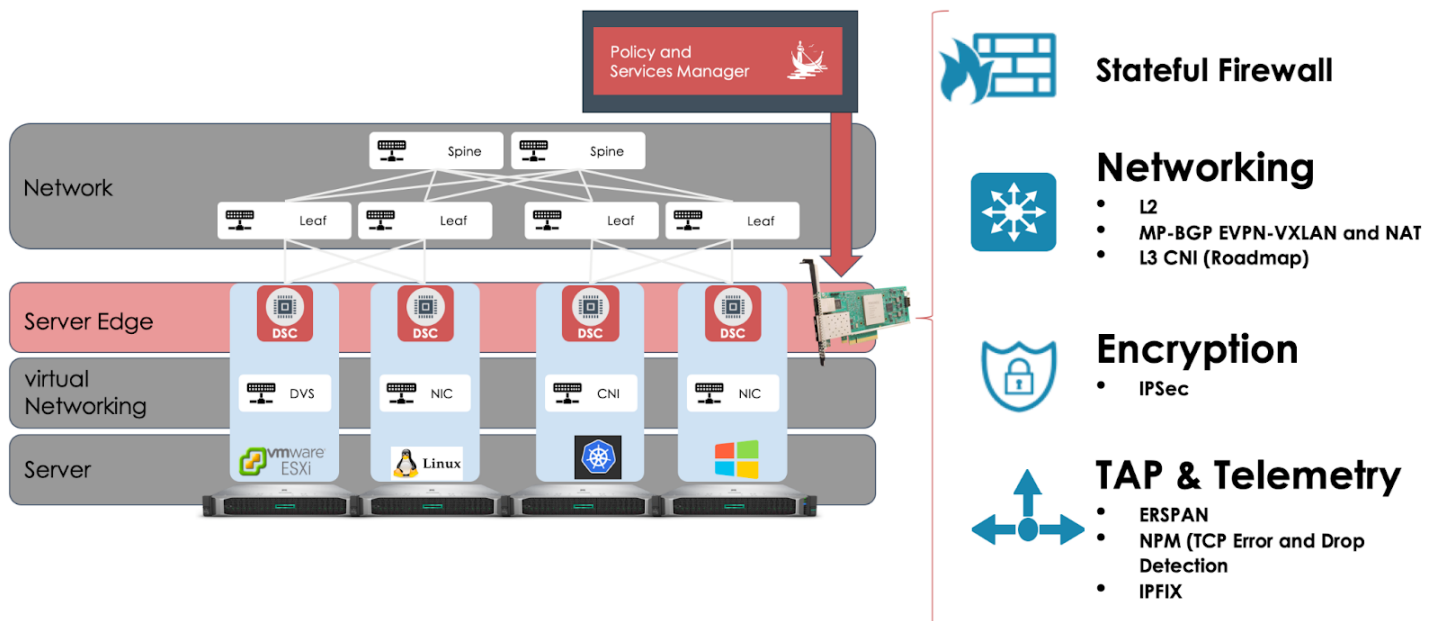 Policy and
Services Manager
Network
Spine
Spine
Leaf
Leaf
Leaf
Leaf
Server Edge
DSC
DSC
DSC
DSC
virtual
Networking
DVS
NIC
CNI
NIC
Server
vmware
ESXi
Linux
Stateful Firewall
Networking
• L2
• MP-BGP EVPN-VXLAN and NAT
• L3 CNI (Roadmap)
Encryption
• IPSec
TAP & Telemetry
• ERSPAN
• NPM (TCP Error and Drop
Detection
• IPFIX